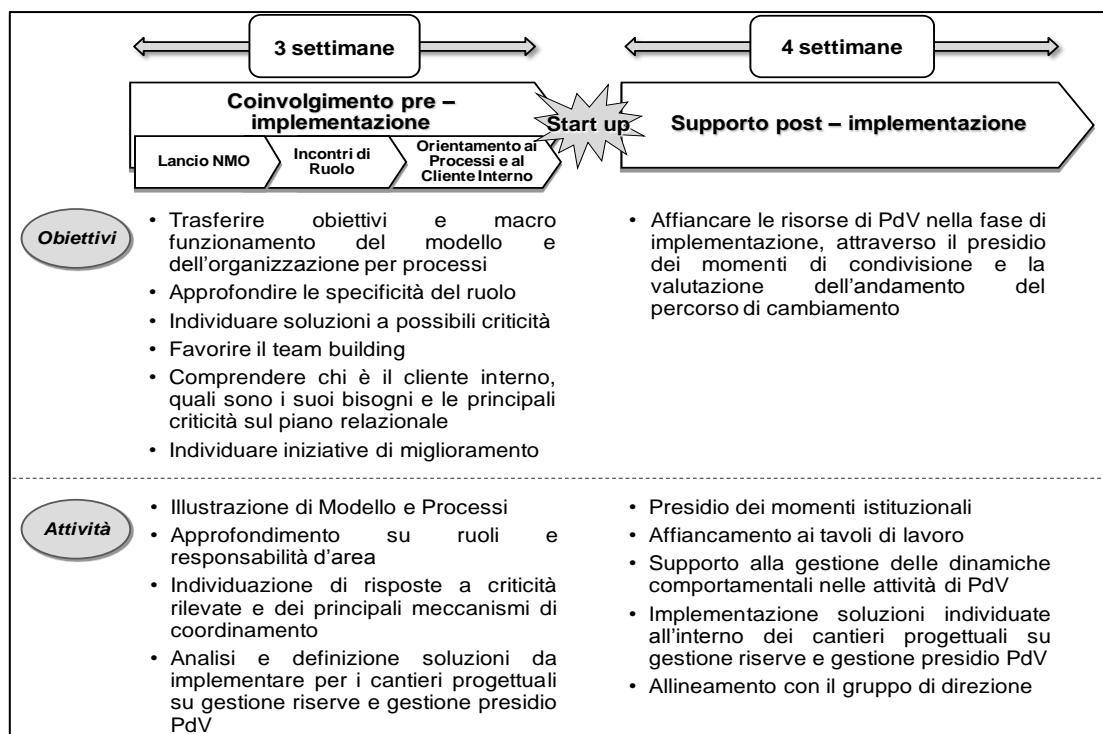 3 settimane
4 settimane
Coinvolgimento pre –
implementazione
Start up
Supporto post – implementazione
Lancio NMO
Incontri di
Ruolo
Orientamento ai
Processi e al
Cliente Interno
Obiettivi
• Trasferire obiettivi e macro
funzionamento del modello e
dell’organizzazione per processi
• Approfondire le specificità del ruolo
• Individuare soluzioni a possibili criticità
• Favorire il team building
• Comprendere chi è il cliente interno,
quali sono i suoi bisogni e le principali
criticità sul piano relazionale
• Individuare iniziative di miglioramento
• Affiancare le risorse di PdV nella fase di
implementazione, attraverso il presidio
dei momenti di condivisione e la
valutazione dell’andamento del
percorso di cambiamento
Attività
• Illustrazione di Modello e Processi
• Approfondimento su ruoli e
responsabilità d’area
• Individuazione di risposte a criticità
rilevate e dei principali meccanismi di
coordinamento
• Analisi e definizione soluzioni da
implementare per i cantieri progettuali
su gestione riserve e gestione presidio
PdV
• Presidio dei momenti istituzionali
• Affiancamento ai tavoli di lavoro
• Supporto alla gestione delle dinamiche
comportamentali nelle attività di PdV
• Implementazione soluzioni individuate
all’interno dei cantieri progettuali su
gestione riserve e gestione presidio PdV
• Allineamento con il gruppo di direzione